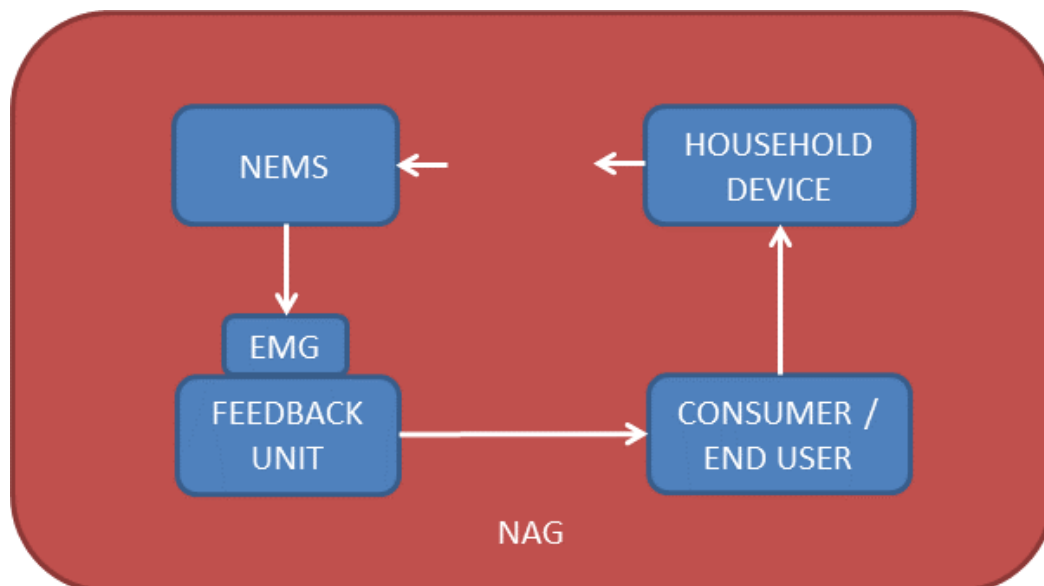 NEMS
HOUSEHOLD
DEVICE
EMG
FEEDBACK
UNIT
CONSUMER /
END USER
NAG